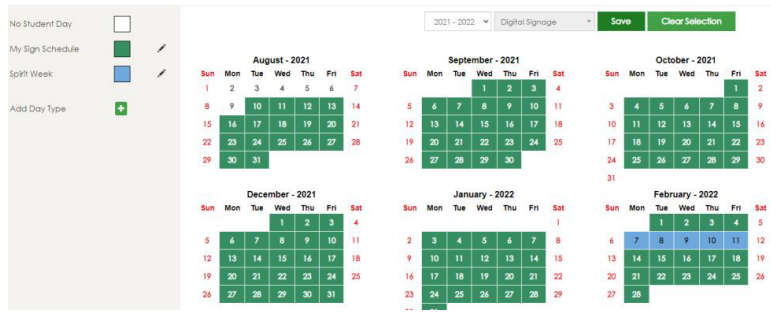 No Student Day
My Sign Schedule
Spirit Week
Add Day Type
2021 - 2022 Digital Signage Save Clear Selection
August - 2021
Sun Mon Tue Wed Thu Fri Sat
1 2 3 4 5 6 7
8 9 10 11 12 13 14
15 16 17 18 19 20 21
22 23 24 25 26 27 28
29 30 31
September - 2021
Sun Mon Tue Wed Thu Fri Sat
1 2 3 4
5 6 7 8 9 10 11
12 13 14 15 16 17 18
19 20 21 22 23 24 25
26 27 28 29 30
October - 2021
Sun Mon Tue Wed Thu Fri Sat
1 2
3 4 5 6 7 8 9
10 11 12 13 14 15 16
17 18 19 20 21 22 23
24 25 26 27 28 29 30
31
December - 2021
Sun Mon Tue Wed Thu Fri Sat
1 2 3 4
5 6 7 8 9 10 11
12 13 14 15 16 17 18
19 20 21 22 23 24 25
26 27 28 29 30 31
January - 2022
Sun Mon Tue Wed Thu Fri Sat
1
2 3 4 5 6 7 8
9 10 11 12 13 14 15
16 17 18 19 20 21 22
23 24 25 26 27 28 29
February - 2022
Sun Mon Tue Wed Thu Fri Sat
1 2 3 4 5
6 7 8 9 10 11 12
13 14 15 16 17 18 19
20 21 22 23 24 25 26
27 28